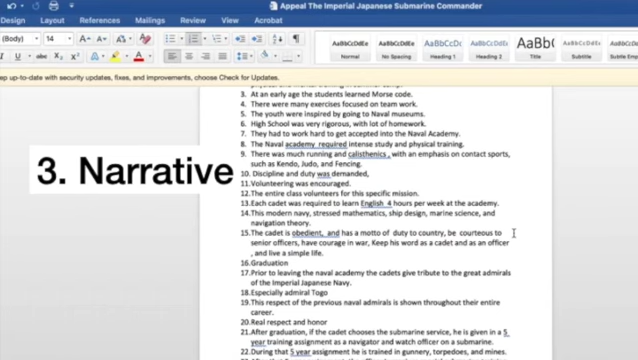 Appeal The Imperial Japanese Submarine Commander
Design Layout References Mailings Review View Acrobat
(Body) 14
AaBbCcDdEe AaBbCcDdEe AaBbCcDc AaBbCcDdEe AaBbC AaBbCcDdEe AaBbCcDdEe
Normal No Spacing Heading 1 Heading 2 Title Subtitle Subtle Emp
ep up-to-date with security updates, fixes, and improvements, choose Check for Updates.
3. At an early age the students learned Morse code.
4. There were many exercises focused on team work.
5. The youth were inspired by going to Naval museums.
6. High School was very rigorous, with lot of homework.
7. They had to work hard to get accepted into the Naval Academy.
8. The Naval academy required intense study and physical training.
9. There was much running and calisthenics , with an emphasis on contact sports,
such as Kendo, Judo, and Fencing.
3. Narrative
10. Discipline and duty was demanded,
11.Volunteering was encouraged.
12.The entire class volunteers for this specific mission.
13.Each cadet was required to learn English 4 hours per week at the academy.
14.This modern navy, stressed mathematics, ship design, marine science, and
navigation theory.
15.The cadet is obedient, and has a motto of duty to country, be courteous to
senior officers, have courage in war, Keep his word as a cadet and as an officer
, and live a simple life.
16.Graduation
17.Prior to leaving the naval academy the cadets give tribute to the great admirals
of the Imperial Japanese Navy.
18.Especially admiral Togo
19.This respect of the previous naval admirals is shown throughout their entire
career.
20.Real respect and honor
21.After graduation, if the cadet chooses the submarine service, he is given in a 5
year training assignment as a navigator and watch officer on a submarine.
22.During that 5 year assignment he is trained in gunnery, torpedoes, and mines.